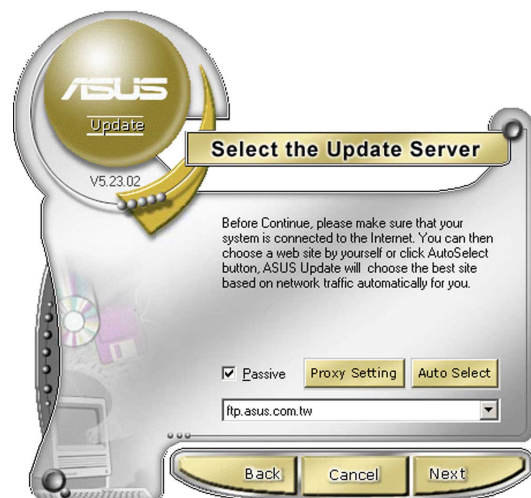 ASUS
Update
V5.23.02
Select the Update Server
Before Continue, please make sure that your
system is connected to the Internet. You can then
choose a web site by yourself or click AutoSelect
button, ASUS Update will choose the best site
based on network traffic automatically for you.
Passive Proxy Setting Auto Select
ftp.asus.com.tw
Back Cancel Next